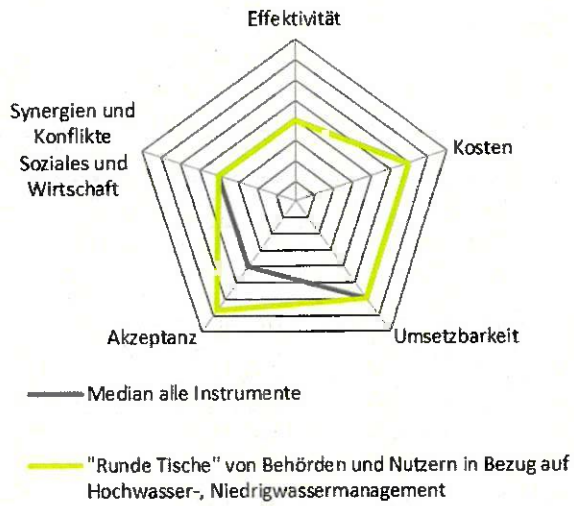 Effektivität
Synergien und
Konflikte
Soziales und
Wirtschaft
Kosten
Akzeptanz
Umsetzbarkeit
Median alle Instrumente
"Runde Tische" von Behörden und Nutzern in Bezug auf
Hochwasser-, Niedrigwassermanagement